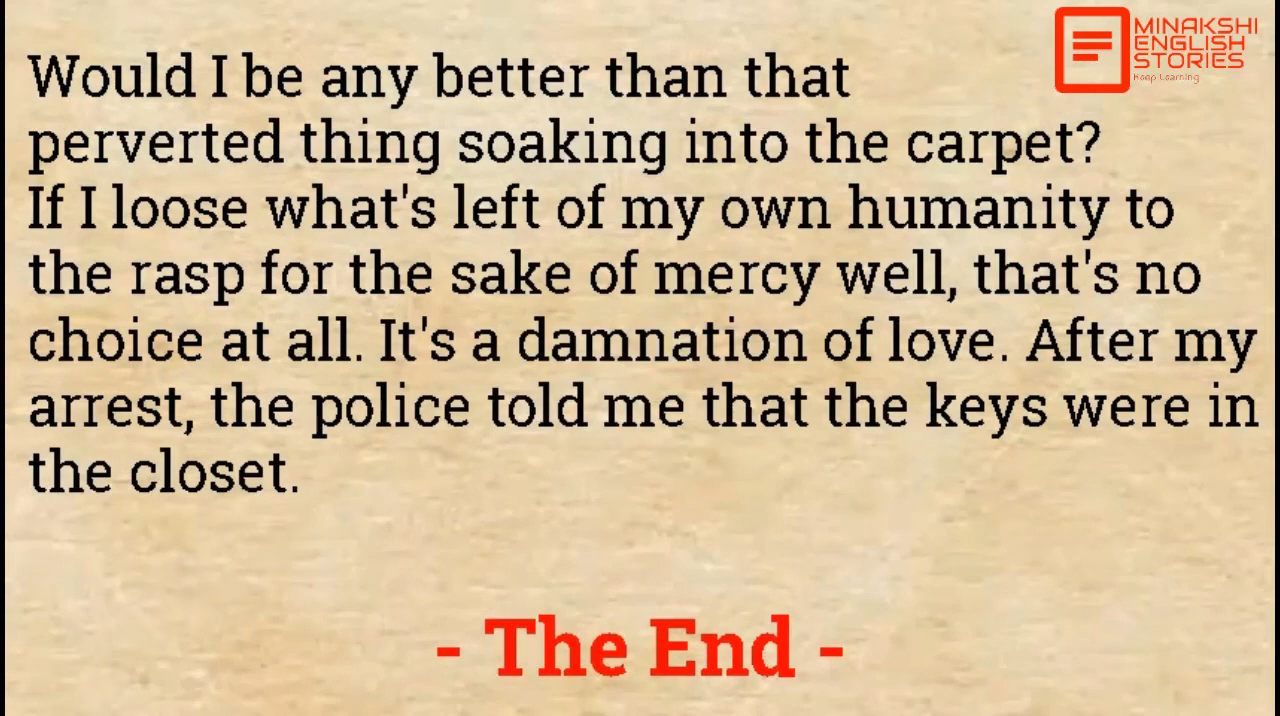 MINAKSHI
ENGLISH
STORIES
Keep Learning
Would I be any better than that
perverted thing soaking into the carpet?
If I loose what's left of my own humanity to
the rasp for the sake of mercy well, that's no
choice at all. It's a damnation of love. After my
arrest, the police told me that the keys were in
the closet.
- The End -